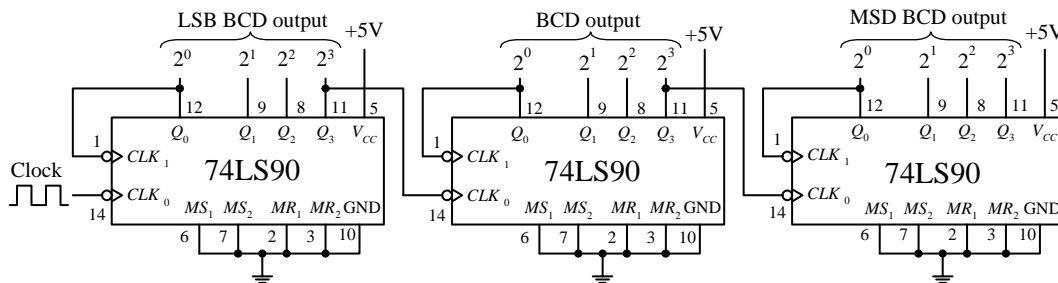 LSB BCD output BCD output MSD BCD output
+5V +5V +5V
2⁰ 2¹ 2² 2³ 2⁰ 2¹ 2² 2³ 2⁰ 2¹ 2² 2³
12 9 8 11 5 12 9 8 11 5 12 9 8 11 5
1 Q₀ Q₁ Q₂ Q₃ V_CC 1 Q₀ Q₁ Q₂ Q₃ V_CC 1 Q₀ Q₁ Q₂ Q₃ V_CC
CLK₁ 74LS90 CLK₁ 74LS90 CLK₁ 74LS90
Clock CLK₀ CLK₀ CLK₀
14 MS₁ MS₂ MR₁ MR₂ GND 14 MS₁ MS₂ MR₁ MR₂ GND 14 MS₁ MS₂ MR₁ MR₂ GND
6 7 2 3 10 6 7 2 3 10 6 7 2 3 10